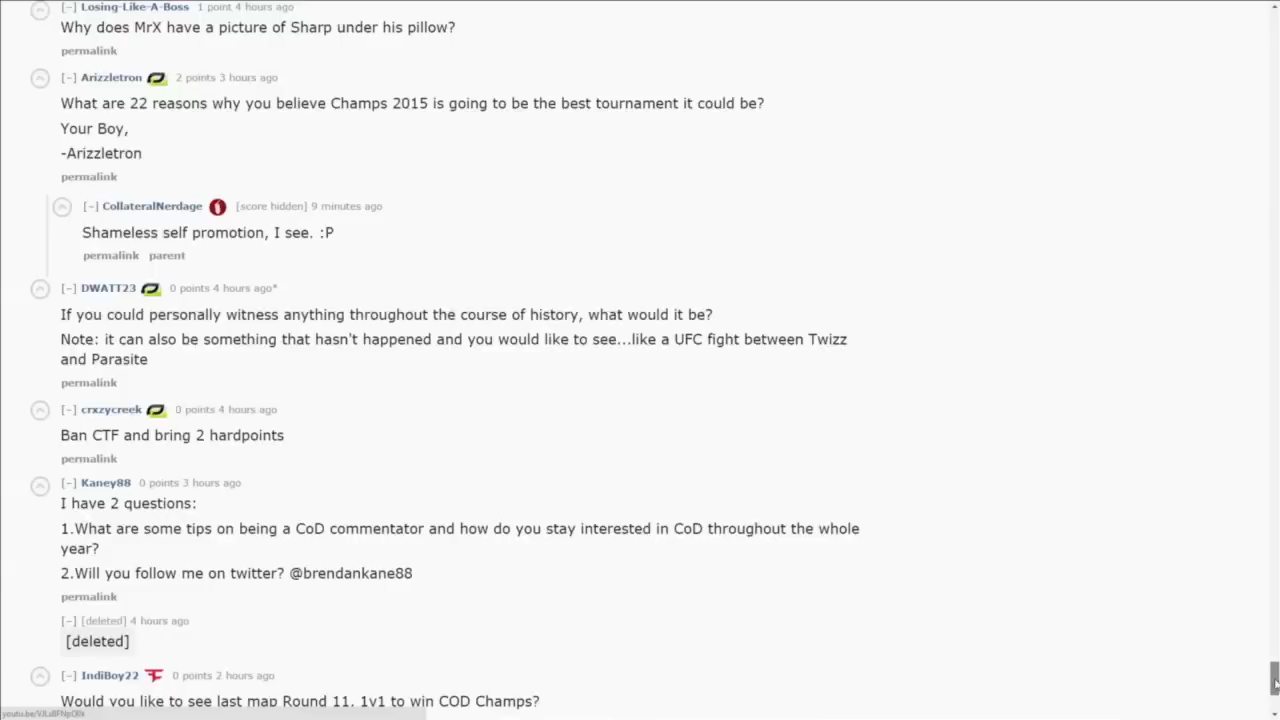 [-] Losing-Like-A-Boss 1 point 4 hours ago
Why does MrX have a picture of Sharp under his pillow?
permalink
[-] Arizzletron 2 points 3 hours ago
What are 22 reasons why you believe Champs 2015 is going to be the best tournament it could be?
Your Boy,
-Arizzletron
permalink
[-] CollateralNerdage [score hidden] 9 minutes ago
Shameless self promotion, I see. :P
permalink parent
[-] DWATT23 0 points 4 hours ago*
If you could personally witness anything throughout the course of history, what would it be?
Note: it can also be something that hasn't happened and you would like to see...like a UFC fight between Twizz
and Parasite
permalink
[-] crxzycreek 0 points 4 hours ago
Ban CTF and bring 2 hardpoints
permalink
[-] Kaney88 0 points 3 hours ago
I have 2 questions:
1.What are some tips on being a CoD commentator and how do you stay interested in CoD throughout the whole
year?
2.Will you follow me on twitter? @brendankane88
permalink
[-] [deleted] 4 hours ago
[deleted]
[-] IndiBoy22 0 points 2 hours ago
Would you like to see last map Round 11, 1v1 to win COD Champs?